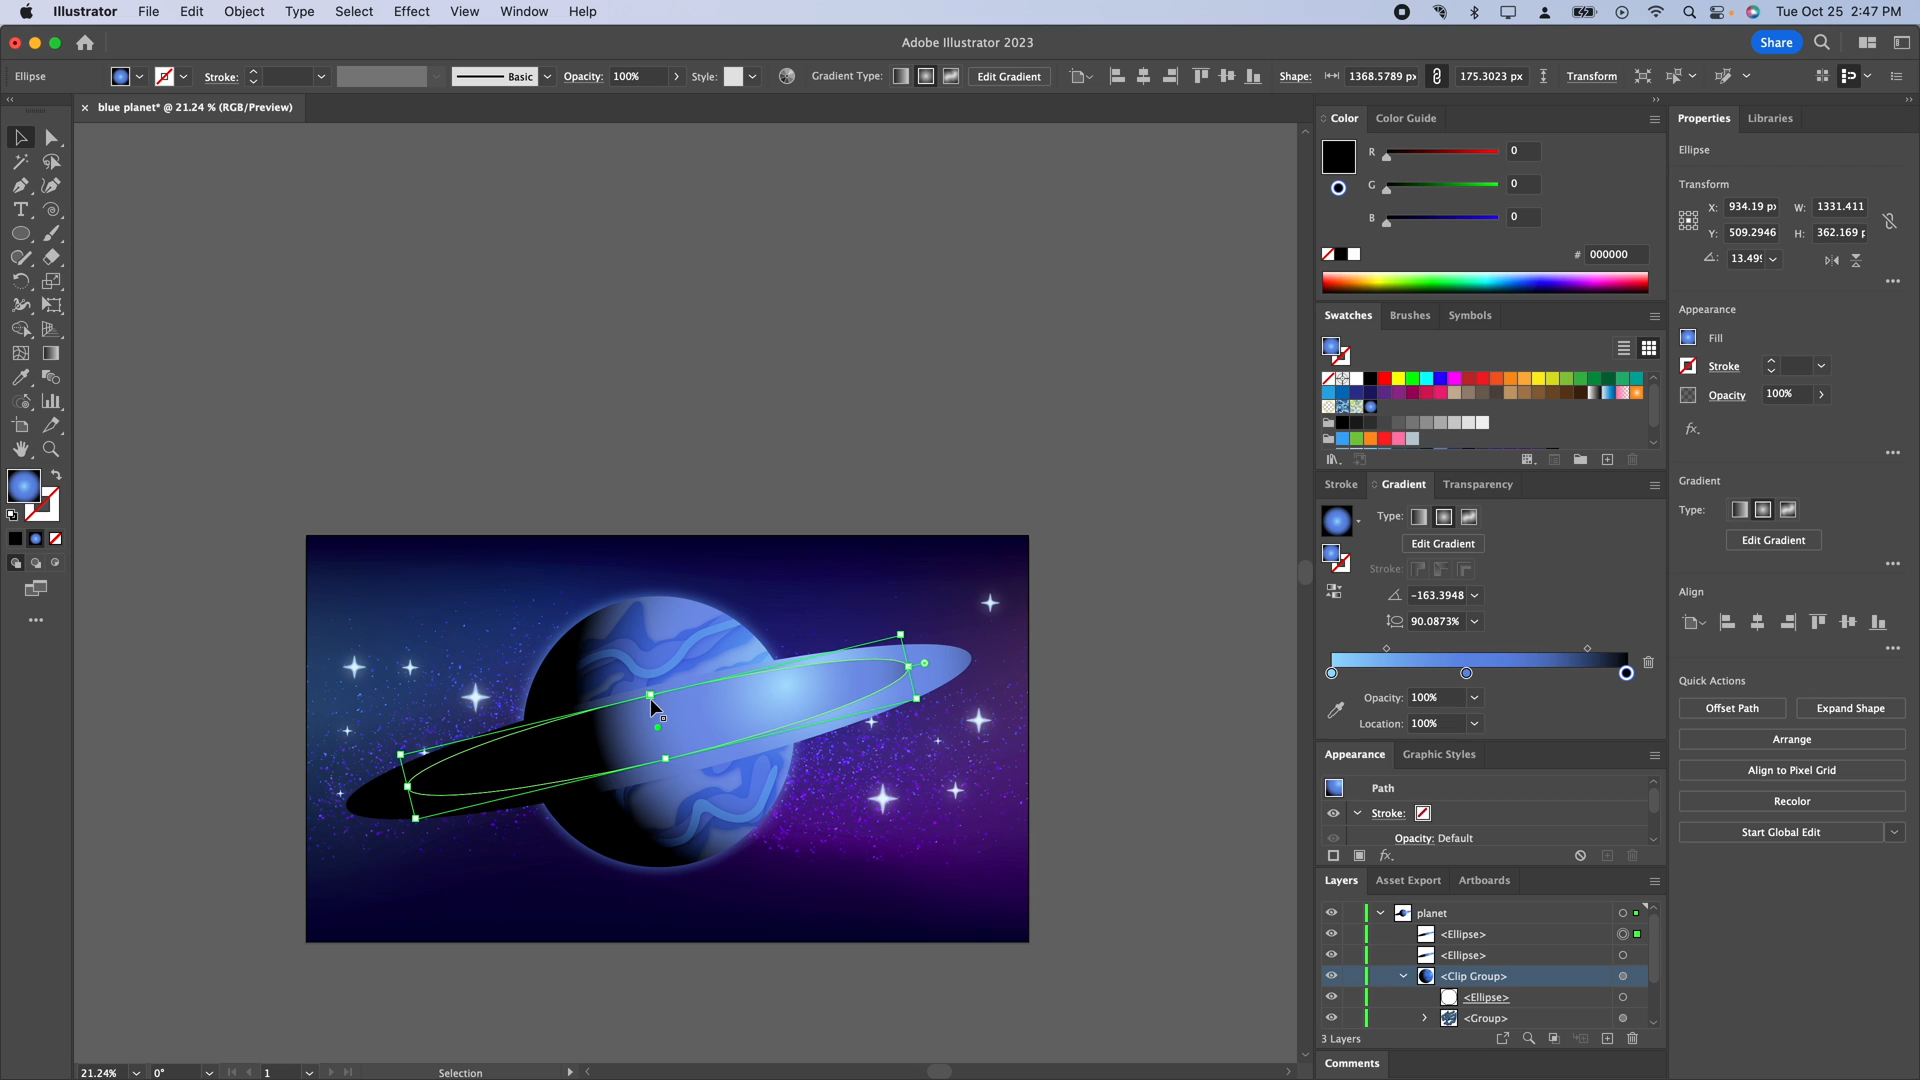 Illustrator File Edit Object Type Select Effect View Window Help Tue Oct 25 2:47 PM
Adobe Illustrator 2023 Share
Ellipse Stroke: Basic Opacity: 100% Style: Gradient Type: Edit Gradient Shape: 1368.5789 px 175.3023 px Transform
× blue planet* @ 21.24 % (RGB/Preview)
Color Color Guide
R 0
G 0
B 0
# 000000
Swatches Brushes Symbols
Stroke Gradient Transparency
Type:
Edit Gradient
Stroke:
-163.3948
90.0873%
Opacity: 100%
Location: 100%
Appearance Graphic Styles
Path
Stroke:
Opacity: Default
fx.
Layers Asset Export Artboards
planet
<Ellipse>
<Ellipse>
<Clip Group>
<Ellipse>
<Group>
3 Layers
Comments
Properties Libraries
Ellipse
Transform
X: 934.19 px W: 1331.411
Y: 509.2946 H: 362.169
Appearance
Fill
Stroke
Opacity 100%
fx.
Gradient
Type:
Edit Gradient
Align
Quick Actions
Offset Path Expand Shape
Arrange
Align to Pixel Grid
Recolor
Start Global Edit
21.24% 0° 1 Selection